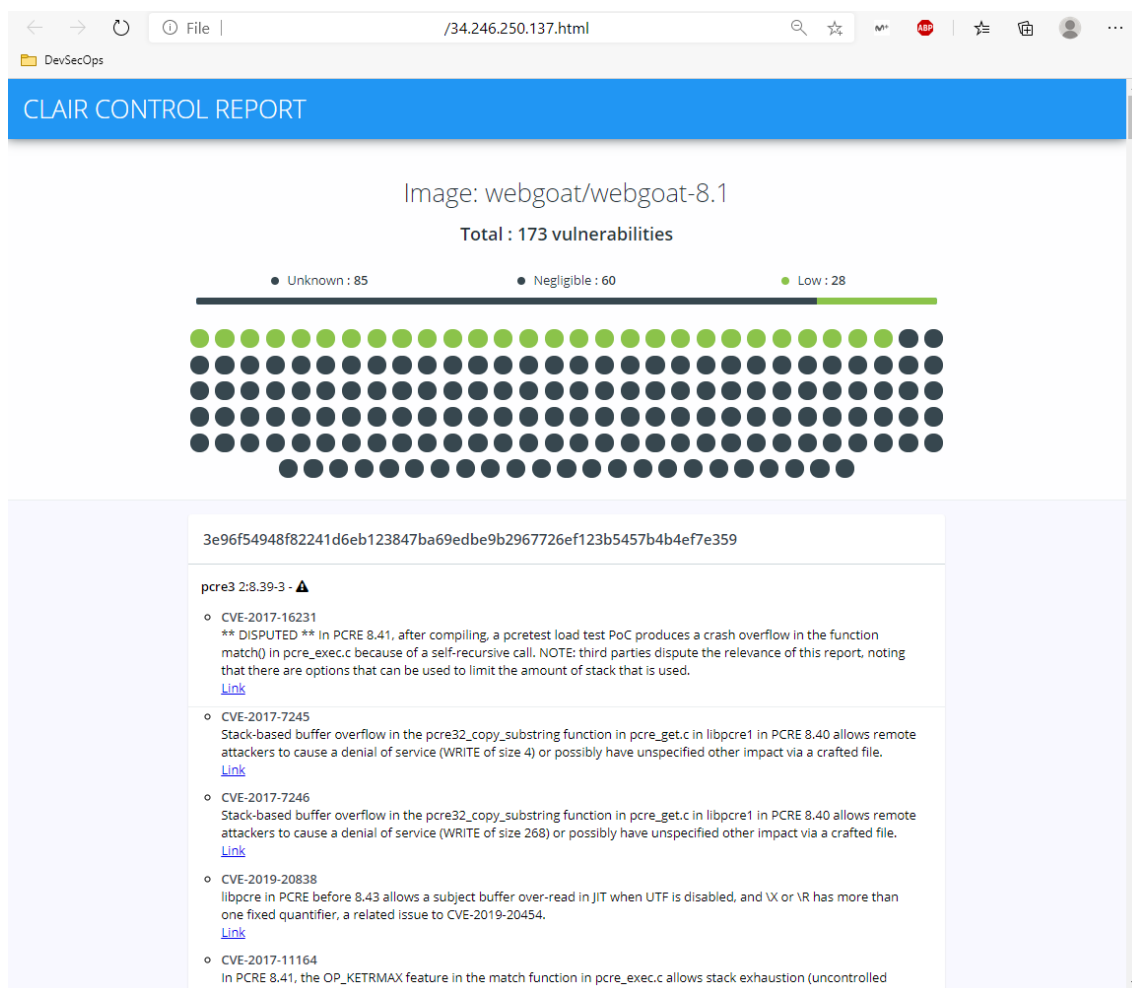 File
/34.246.250.137.html
M+
ABP
DevSecOps
CLAIR CONTROL REPORT
Image: webgoat/webgoat-8.1
Total : 173 vulnerabilities
Unknown : 85
Negligible : 60
Low : 28
3e96f54948f82241d6eb123847ba69edbe9b2967726ef123b5457b4b4ef7e359
pcre3 2:8.39-3 -
CVE-2017-16231
** DISPUTED ** In PCRE 8.41, after compiling, a pcretest load test PoC produces a crash overflow in the function
match() in pcre_exec.c because of a self-recursive call. NOTE: third parties dispute the relevance of this report, noting
that there are options that can be used to limit the amount of stack that is used.
Link
CVE-2017-7245
Stack-based buffer overflow in the pcre32_copy_substring function in pcre_get.c in libpcre1 in PCRE 8.40 allows remote
attackers to cause a denial of service (WRITE of size 4) or possibly have unspecified other impact via a crafted file.
Link
CVE-2017-7246
Stack-based buffer overflow in the pcre32_copy_substring function in pcre_get.c in libpcre1 in PCRE 8.40 allows remote
attackers to cause a denial of service (WRITE of size 268) or possibly have unspecified other impact via a crafted file.
Link
CVE-2019-20838
libpcre in PCRE before 8.43 allows a subject buffer over-read in JIT when UTF is disabled, and \X or \R has more than
one fixed quantifier, a related issue to CVE-2019-20454.
Link
CVE-2017-11164
In PCRE 8.41, the OP_KETRMAX feature in the match function in pcre_exec.c allows stack exhaustion (uncontrolled